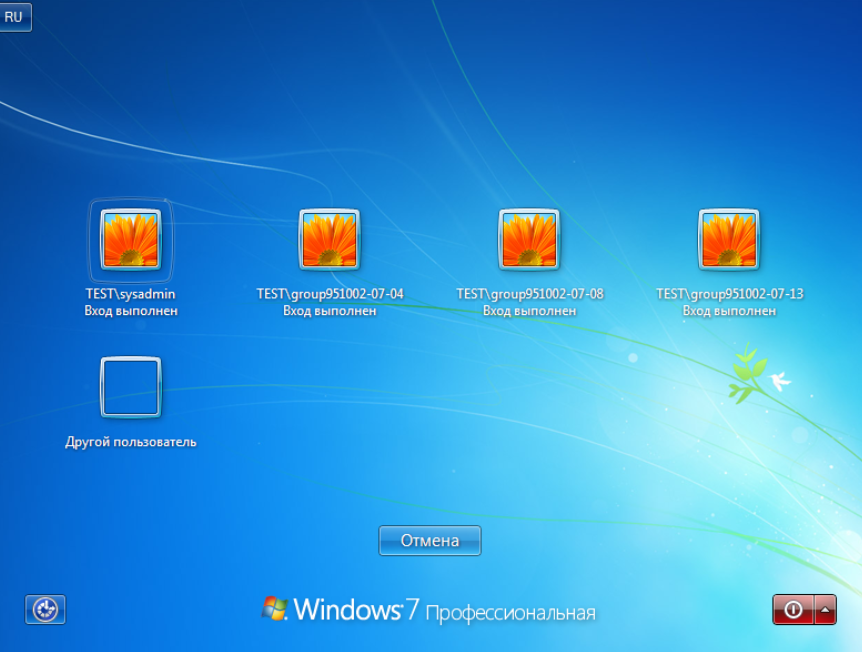 RU
TEST\sysadmin
Вход выполнен
TEST\group951002-07-04
Вход выполнен
TEST\group951002-07-08
Вход выполнен
TEST\group951002-07-13
Вход выполнен
Другой пользователь
Отмена
Windows 7 Профессиональная